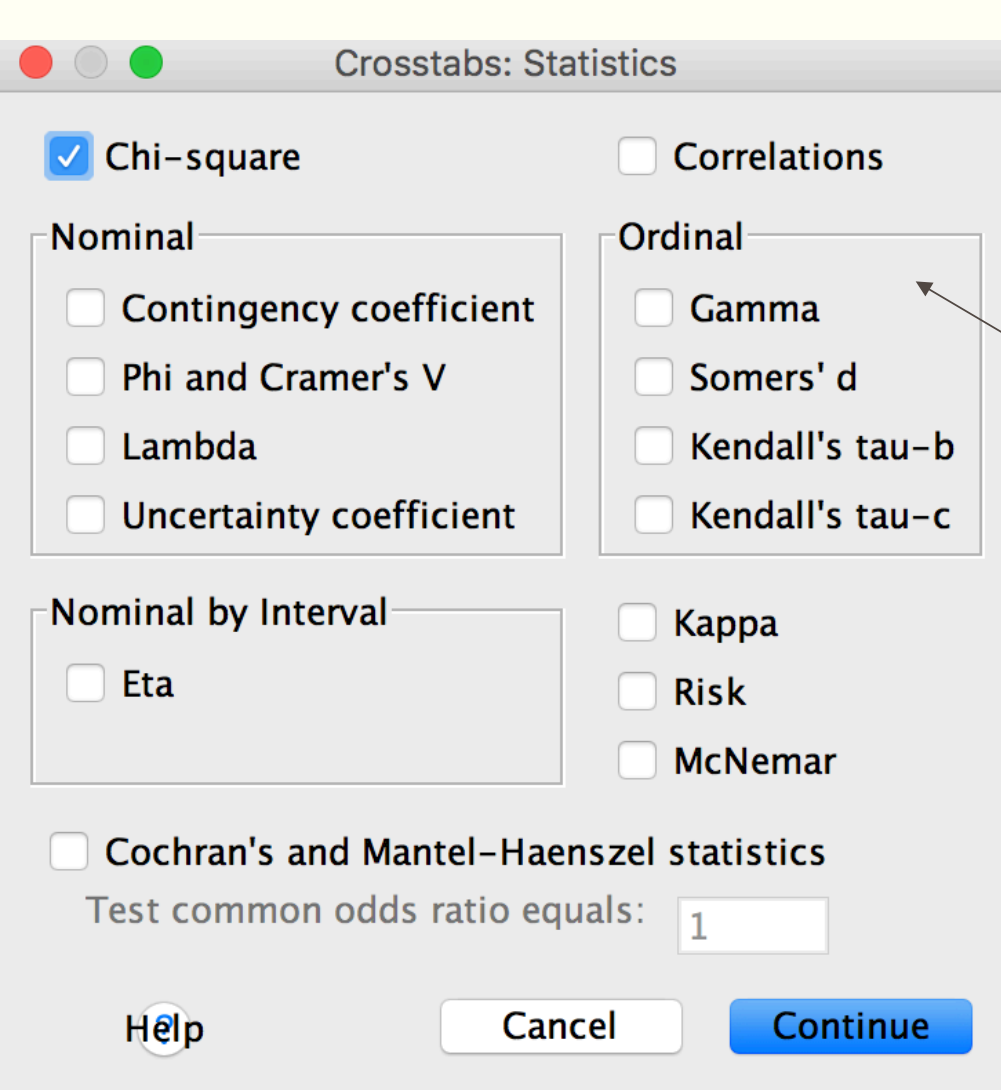 Crosstabs: Statistics
Chi-square
Correlations
Nominal
Contingency coefficient
Phi and Cramer's V
Lambda
Uncertainty coefficient
Ordinal
Gamma
Somers' d
Kendall's tau-b
Kendall's tau-c
Nominal by Interval
Eta
Kappa
Risk
McNemar
Cochran's and Mantel-Haenszel statistics
Test common odds ratio equals: 1
Help ?
Cancel
Continue